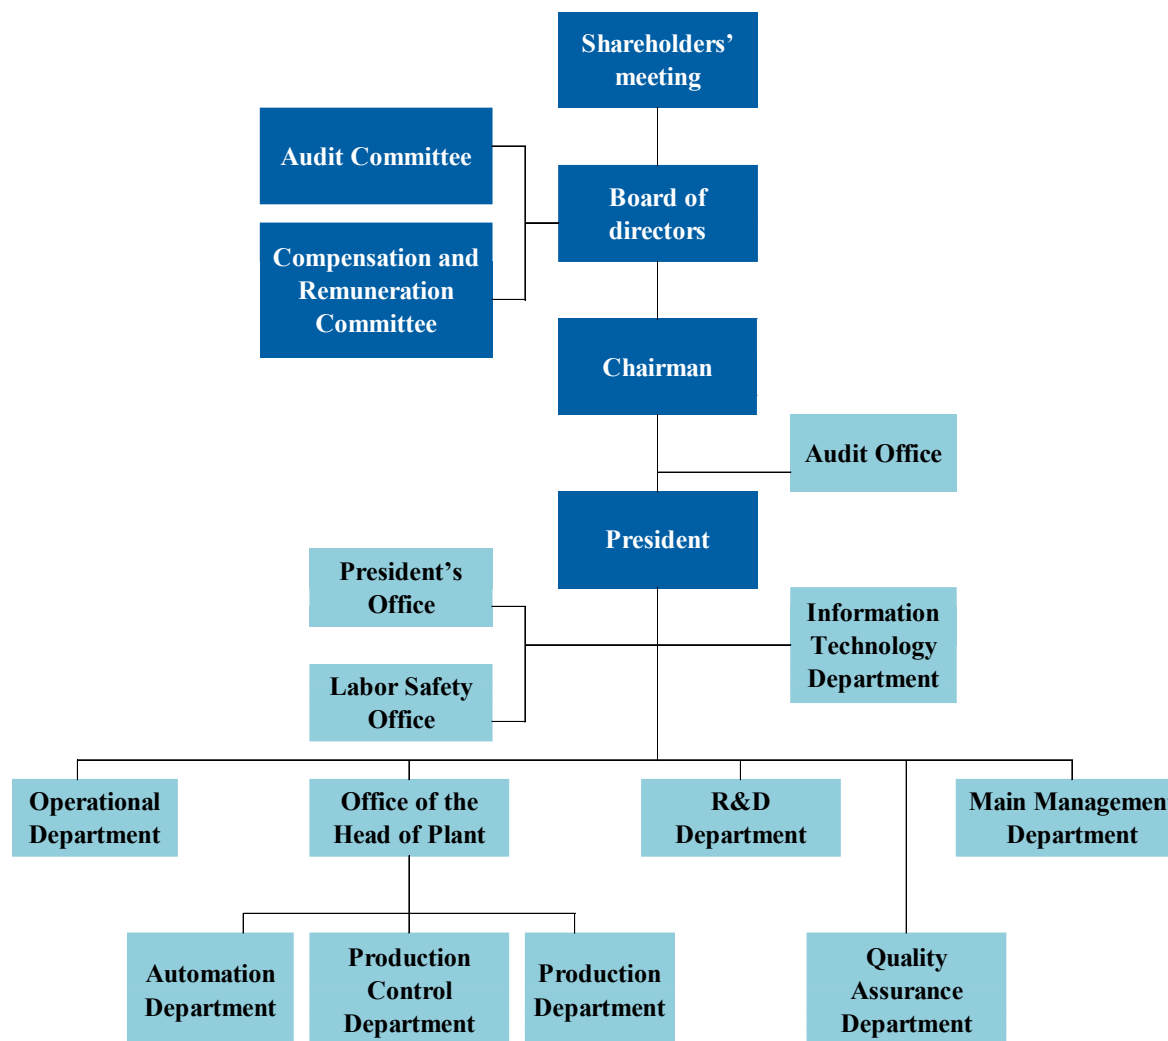 Shareholders’
meeting
Audit Committee
Board of
directors
Compensation and
Remuneration
Committee
Chairman
Audit Office
President
President’s
Office
Information
Technology
Department
Labor Safety
Office
Operational
Department
Office of the
Head of Plant
R&D
Department
Main Management
Department
Automation
Department
Production
Control
Department
Production
Department
Quality
Assurance
Department